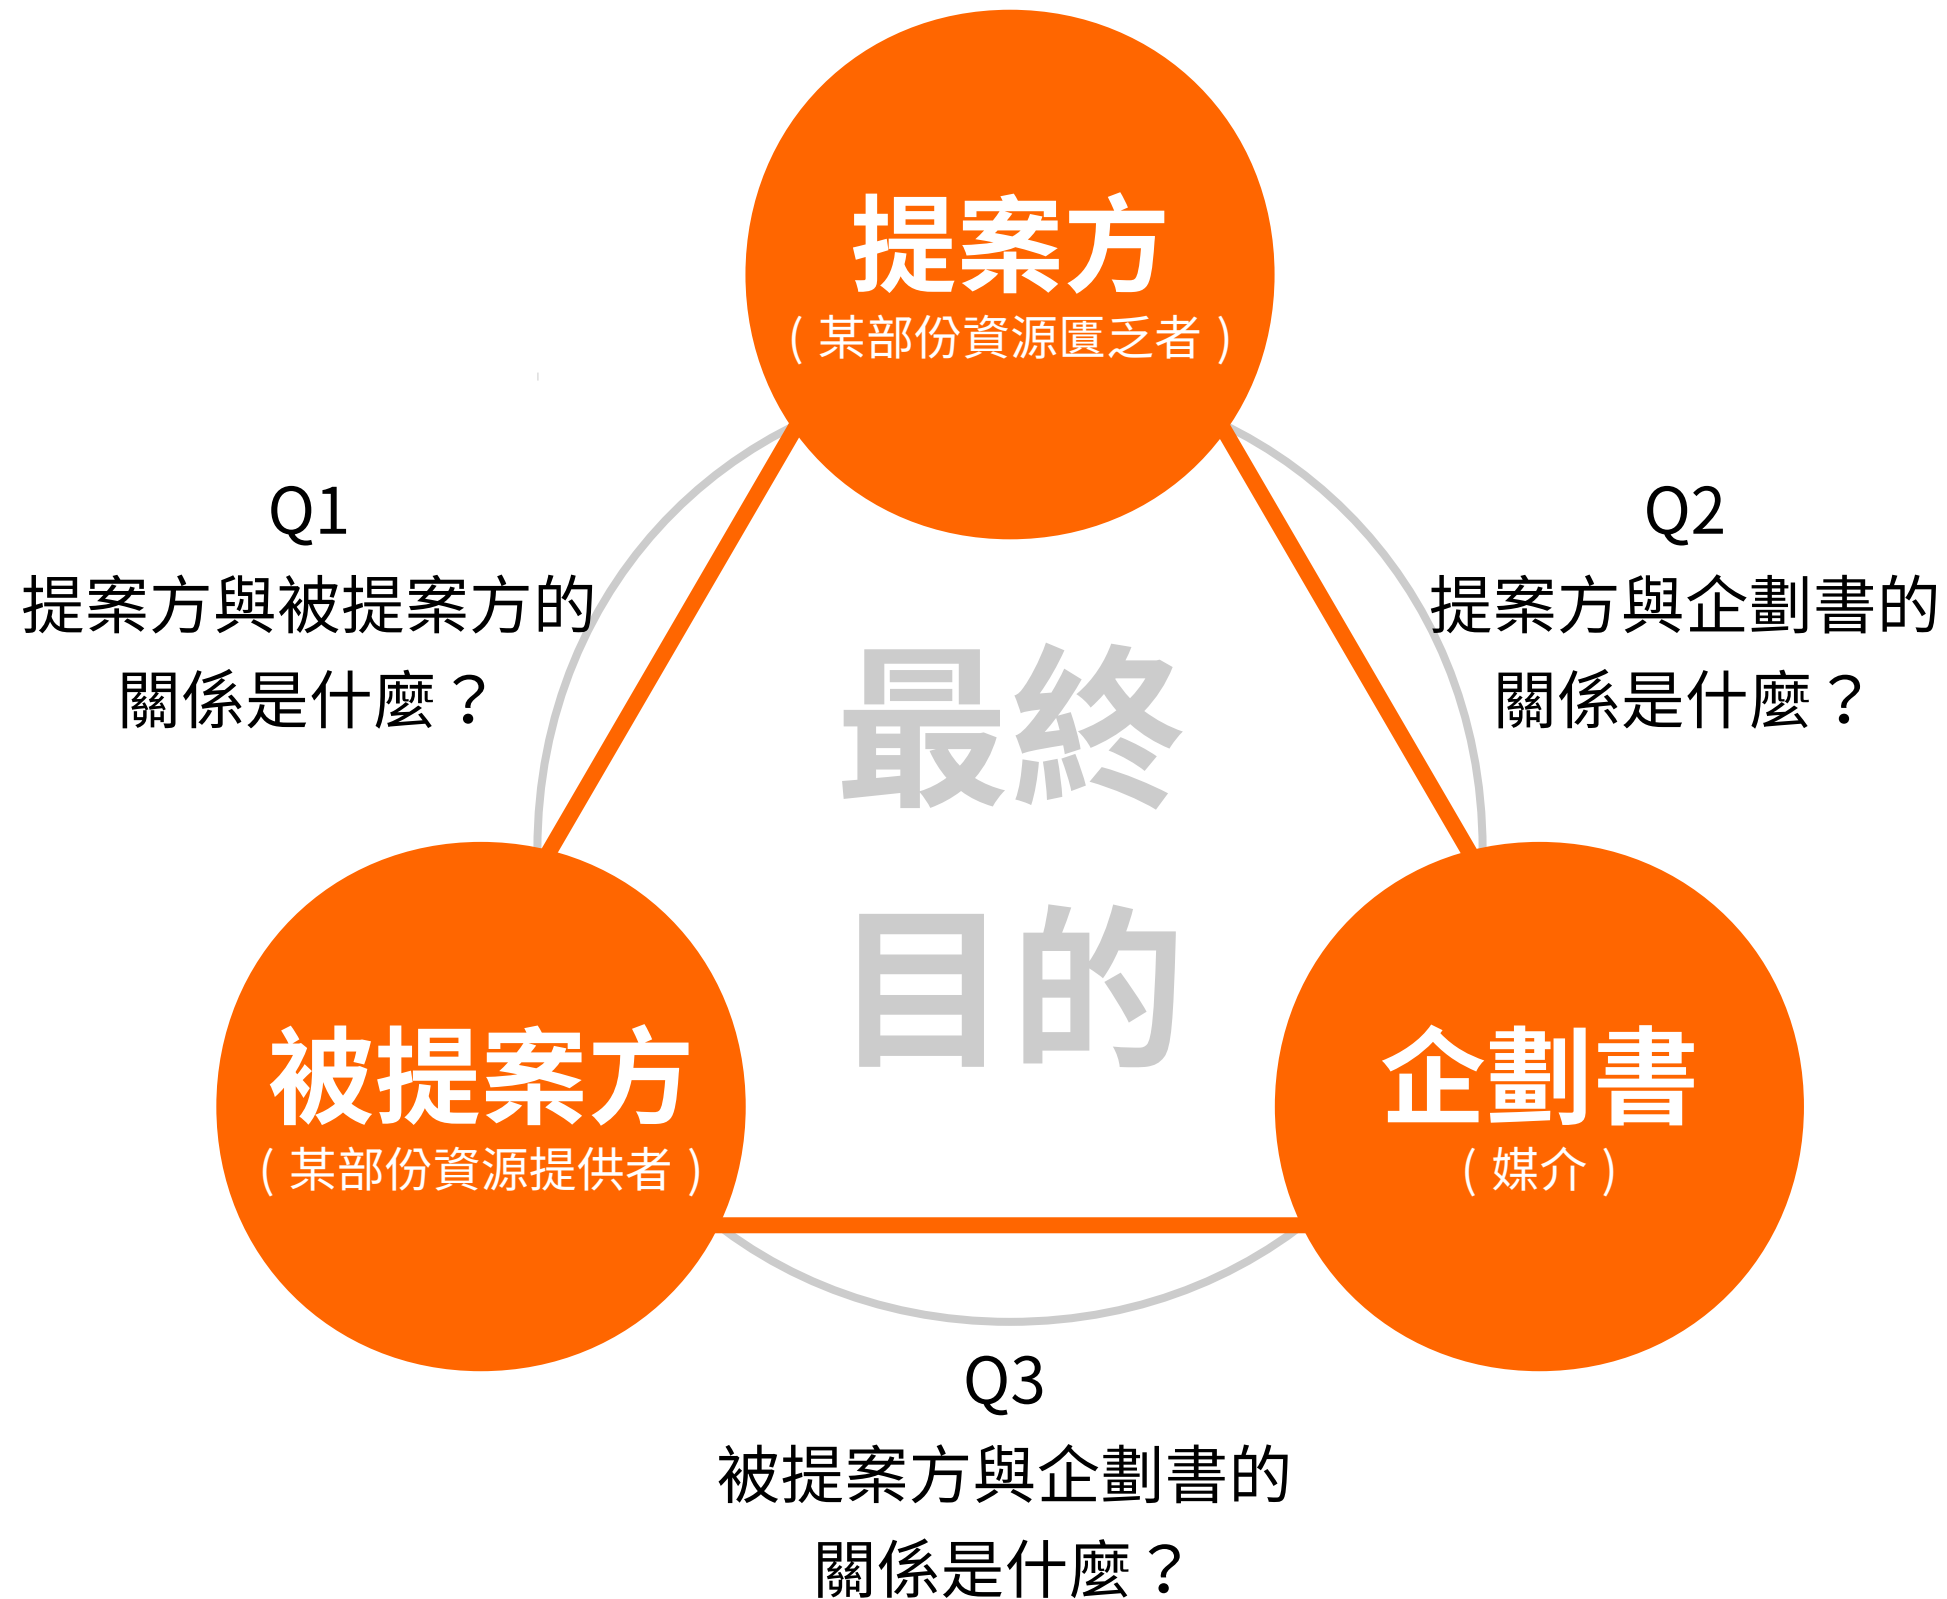 提案方
( 某部份資源匱乏者 )
Q1
提案方與被提案方的
關係是什麼？
Q2
提案方與企劃書的
關係是什麼？
最終
目的
被提案方
( 某部份資源提供者 )
企劃書
( 媒介 )
Q3
被提案方與企劃書的
關係是什麼？